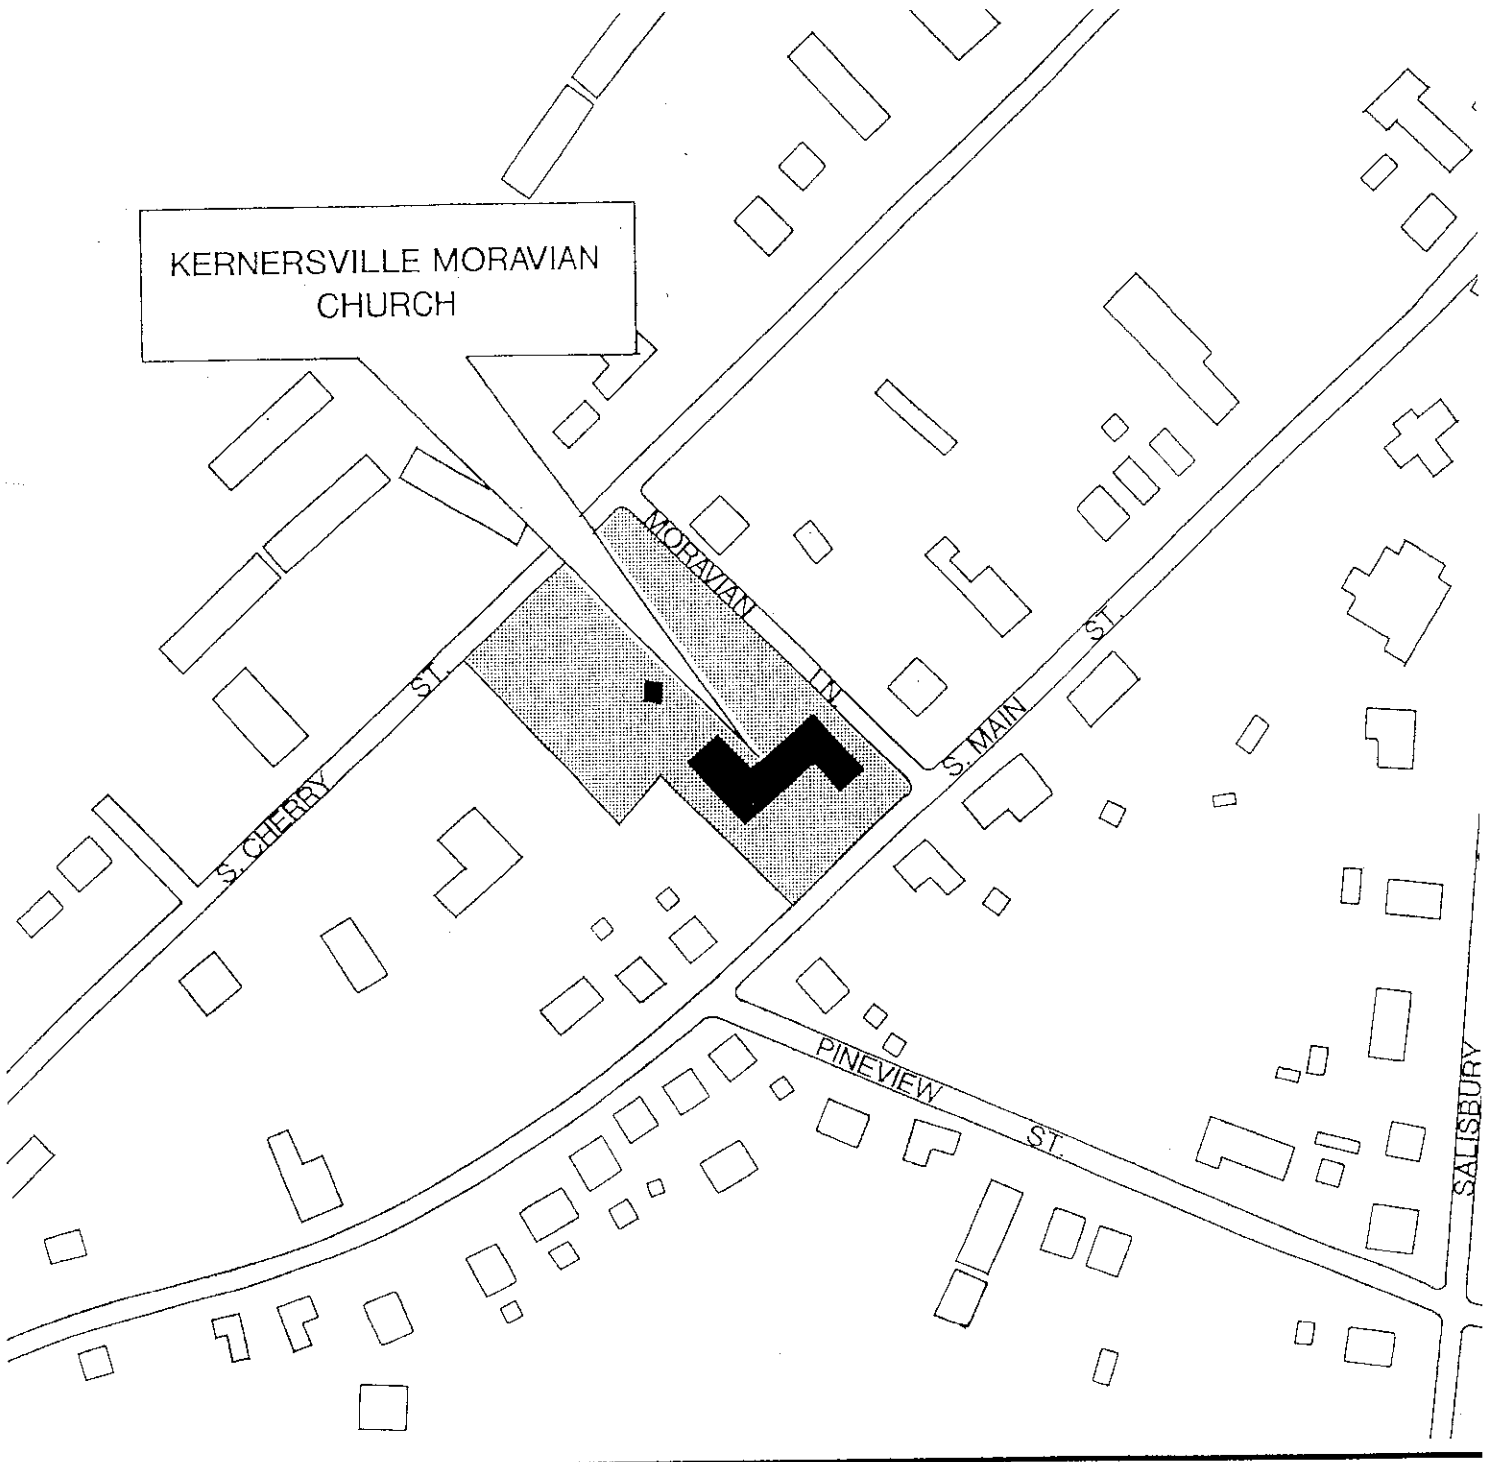 KERNERSVILLE MORAVIAN
CHURCH
MORAVIAN LN.
S. MAIN ST.
S. CHERRY ST.
PINEVIEW ST.
SALISBURY